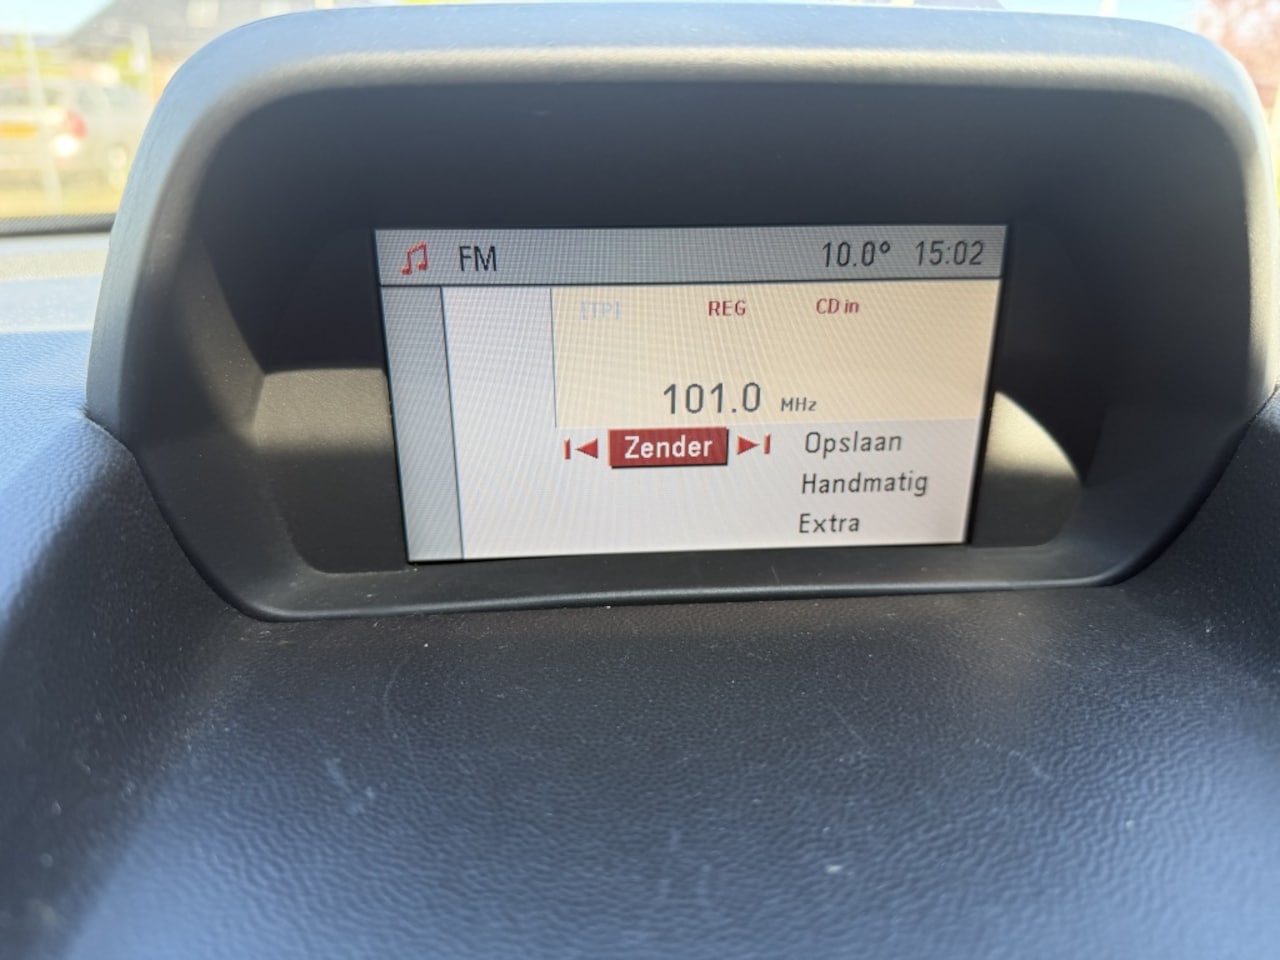 FM 10.0° 15:02
[TP] REG CD in
101.0 MHz
Zender Opslaan
Handmatig
Extra